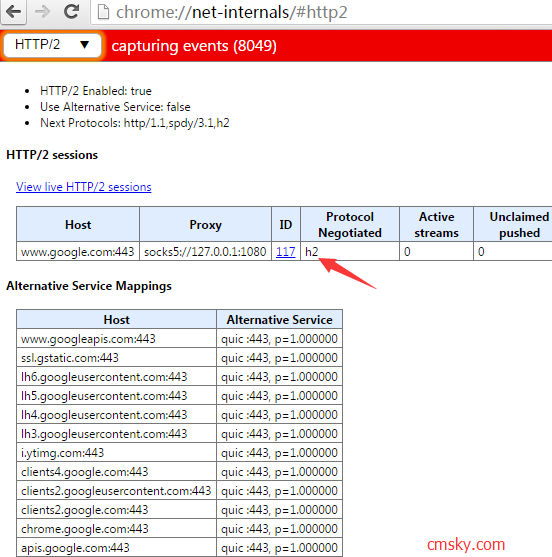 chrome://net-internals/#http2
HTTP/2 ▼ capturing events (8049)
• HTTP/2 Enabled: true
• Use Alternative Service: false
• Next Protocols: http/1.1,spdy/3.1,h2
HTTP/2 sessions
View live HTTP/2 sessions
Host Proxy ID Protocol Negotiated Active streams Unclaimed pushed
www.google.com:443 socks5://127.0.0.1:1080 117 h2 0 0
Alternative Service Mappings
Host Alternative Service
www.googleapis.com:443 quic :443, p=1.000000
ssl.gstatic.com:443 quic :443, p=1.000000
lh6.googleusercontent.com:443 quic :443, p=1.000000
lh5.googleusercontent.com:443 quic :443, p=1.000000
lh4.googleusercontent.com:443 quic :443, p=1.000000
lh3.googleusercontent.com:443 quic :443, p=1.000000
i.ytimg.com:443 quic :443, p=1.000000
clients4.google.com:443 quic :443, p=1.000000
clients2.googleusercontent.com:443 quic :443, p=1.000000
clients2.google.com:443 quic :443, p=1.000000
chrome.google.com:443 quic :443, p=1.000000
apis.google.com:443 quic :443, p=1.000000
cmsky.com